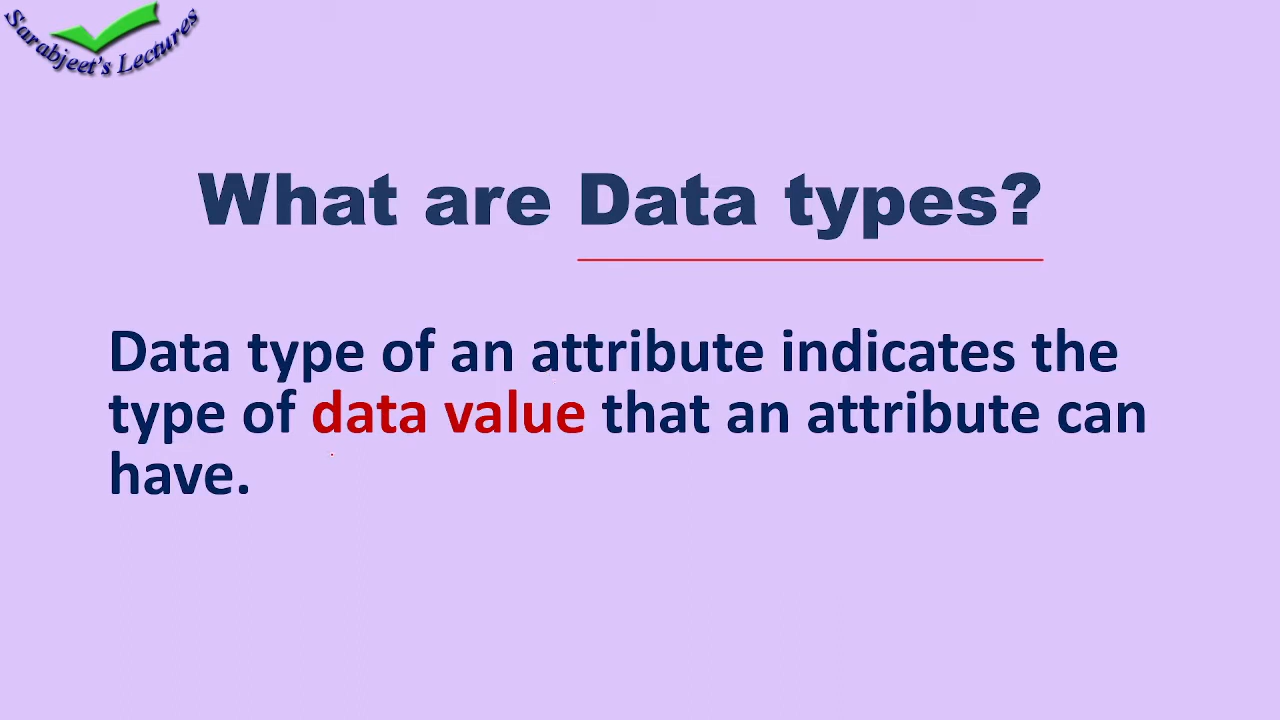 Sarabjeet's Lectures
What are Data types?
Data type of an attribute indicates the
type of data value that an attribute can
have.